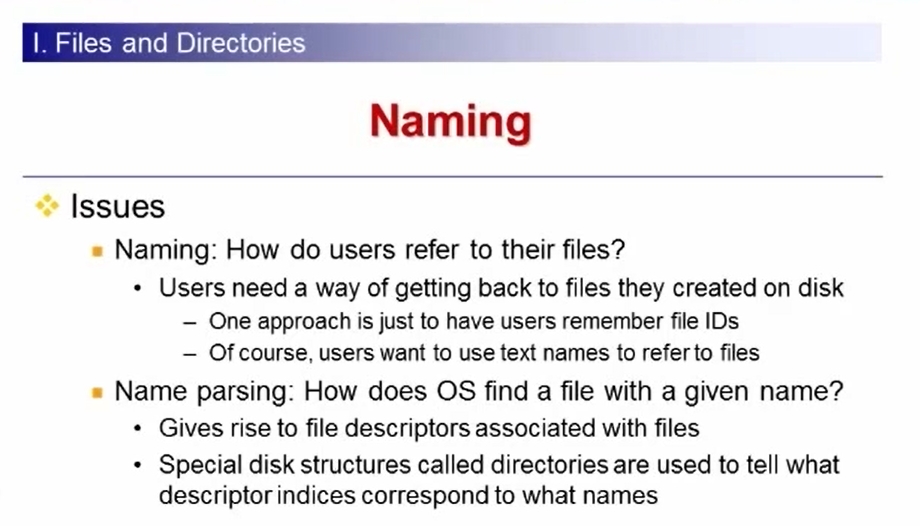 I. Files and Directories
Naming
Issues
Naming: How do users refer to their files?
• Users need a way of getting back to files they created on disk
– One approach is just to have users remember file IDs
– Of course, users want to use text names to refer to files
Name parsing: How does OS find a file with a given name?
• Gives rise to file descriptors associated with files
• Special disk structures called directories are used to tell what
descriptor indices correspond to what names